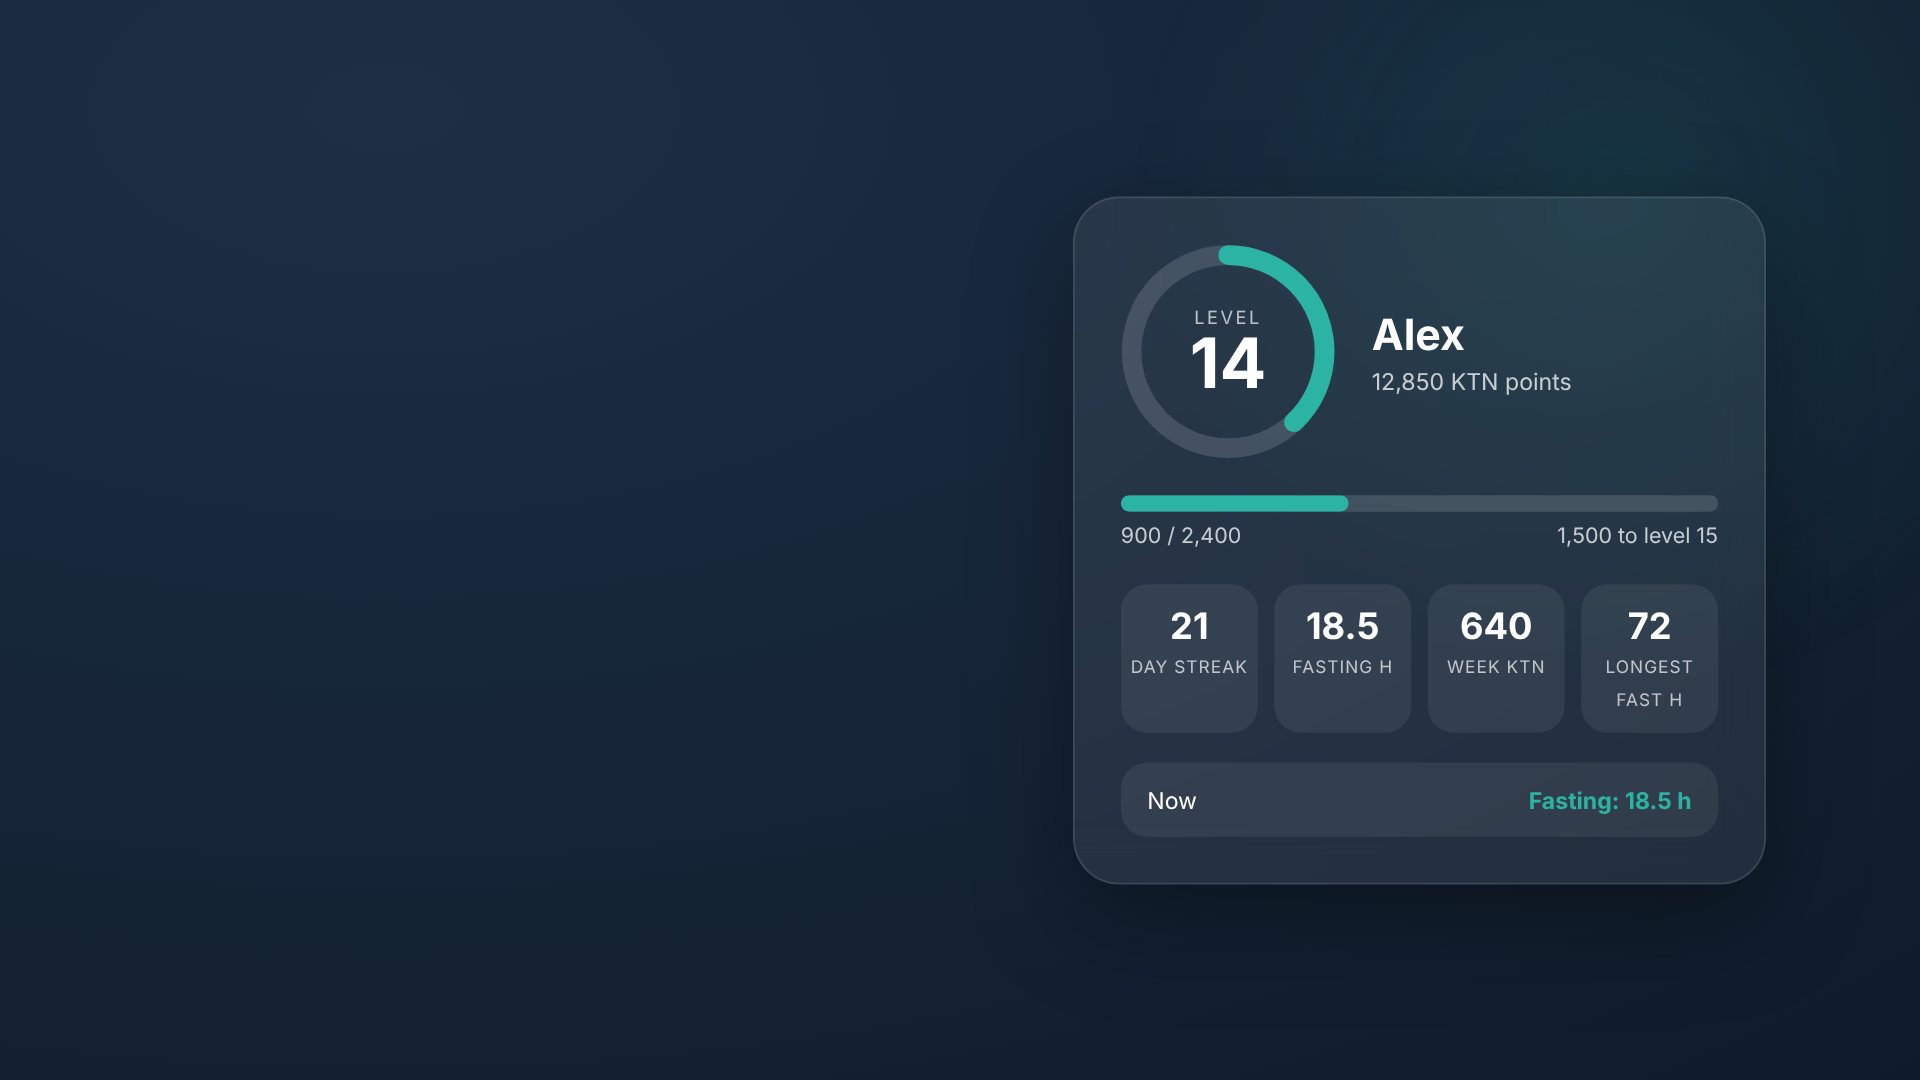 LEVEL
14
Alex
12,850 KTN points
900 / 2,400
1,500 to level 15
21
DAY STREAK
18.5
FASTING H
640
WEEK KTN
72
LONGEST
FAST H
Now
Fasting: 18.5 h